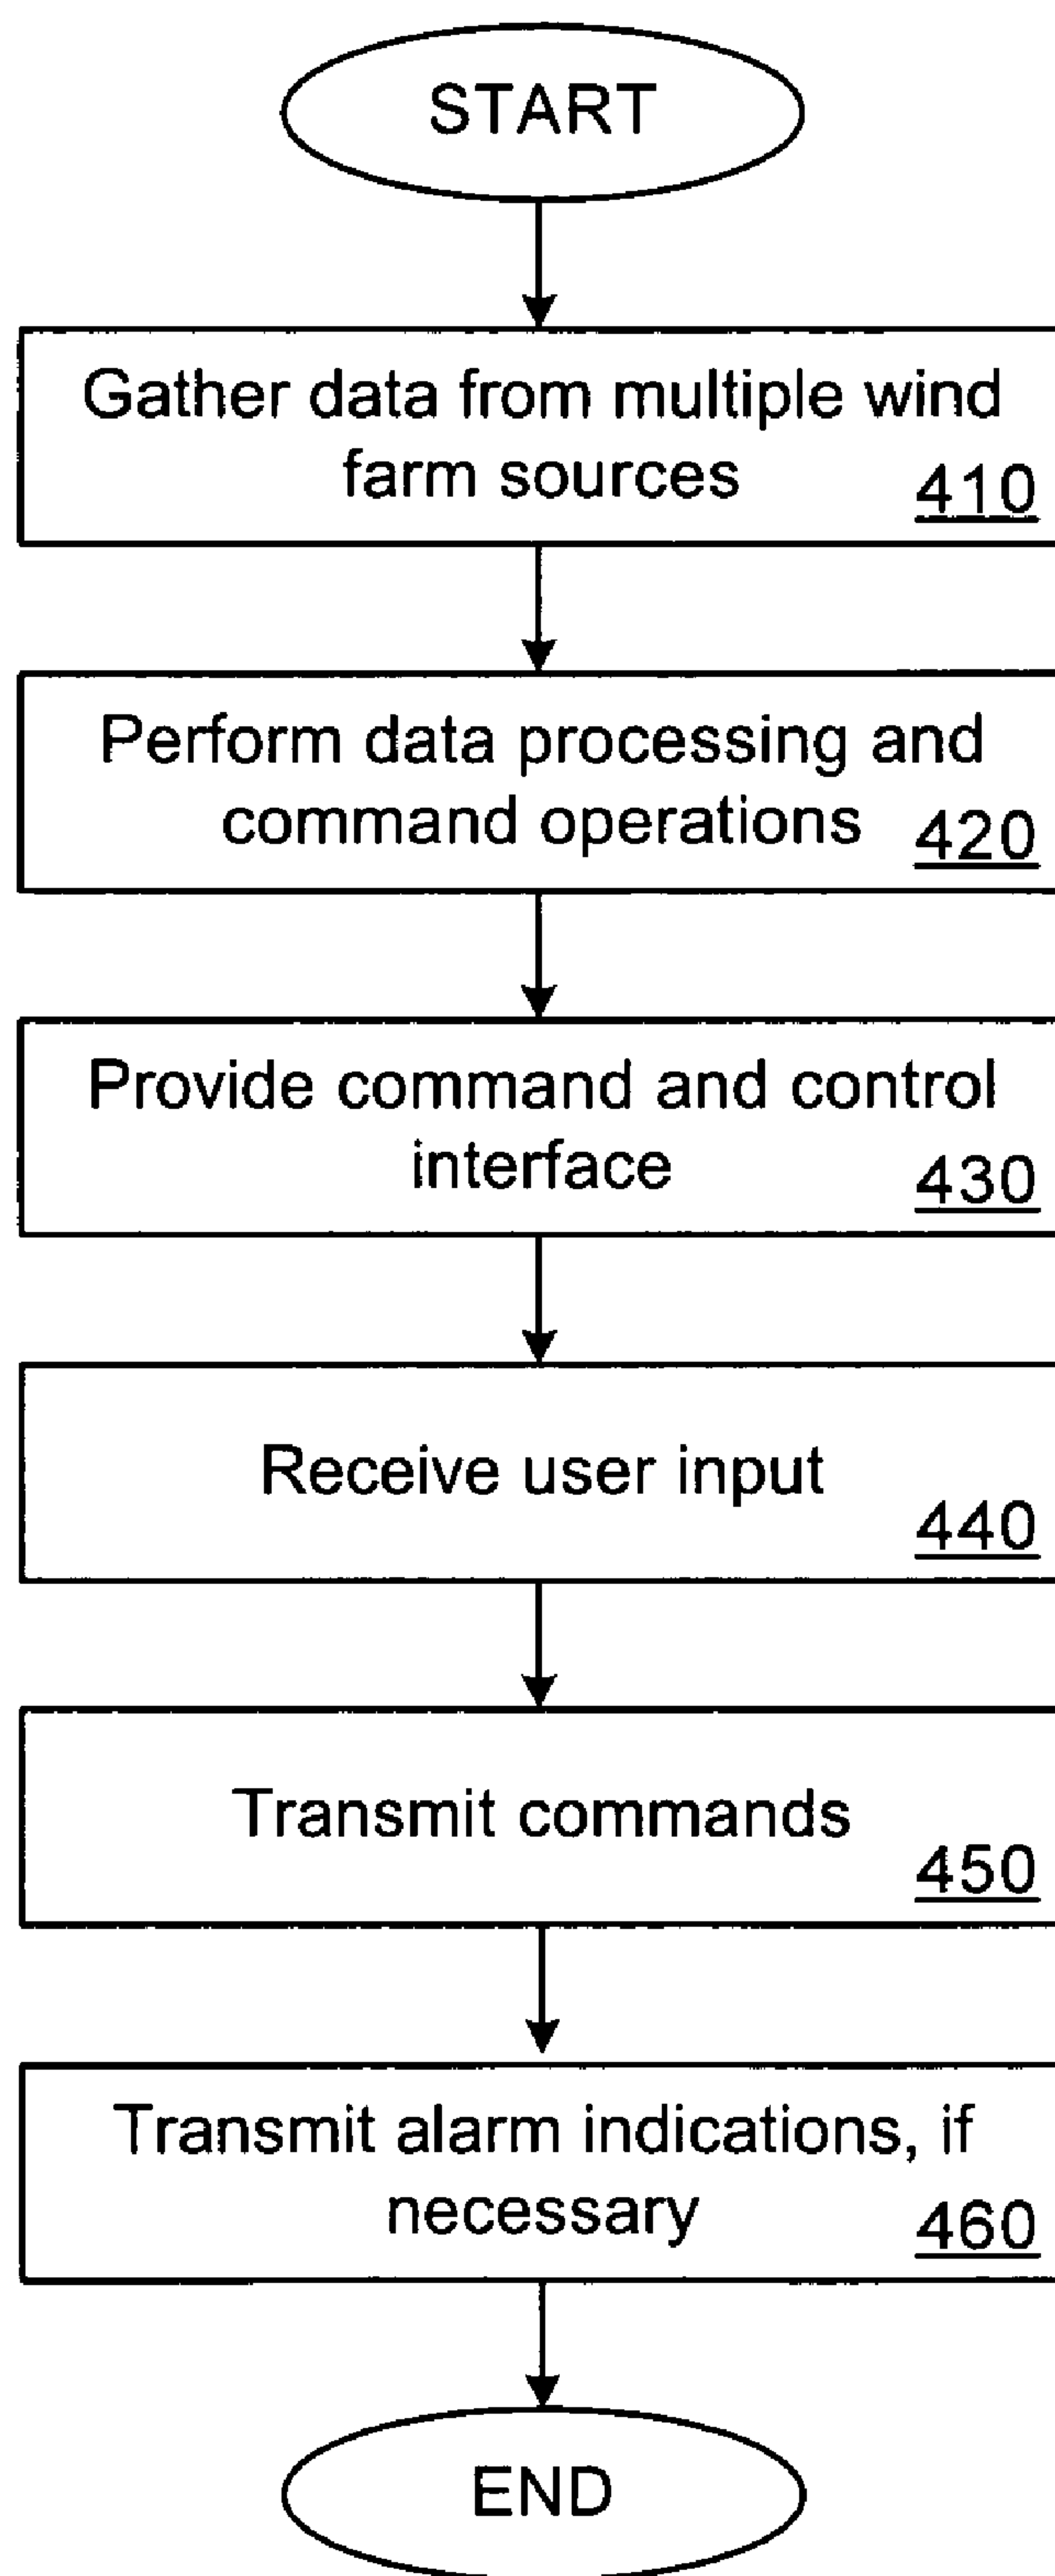 START
Gather data from multiple wind
farm sources
410
Perform data processing and
command operations
420
Provide command and control
interface
430
Receive user input
440
Transmit commands
450
Transmit alarm indications, if
necessary
460
END